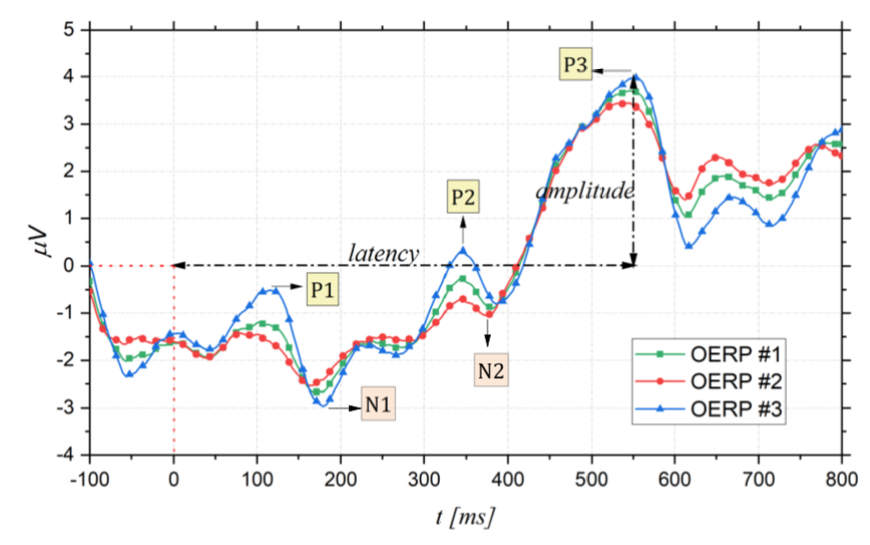 5
4
P3
3
2
amplitude
P2
1
μV
latency
0
P1
-1
OERP #1
-2
N2
OERP #2
N1
OERP #3
-3
-4
-100 0 100 200 300 400 500 600 700 800
t [ms]